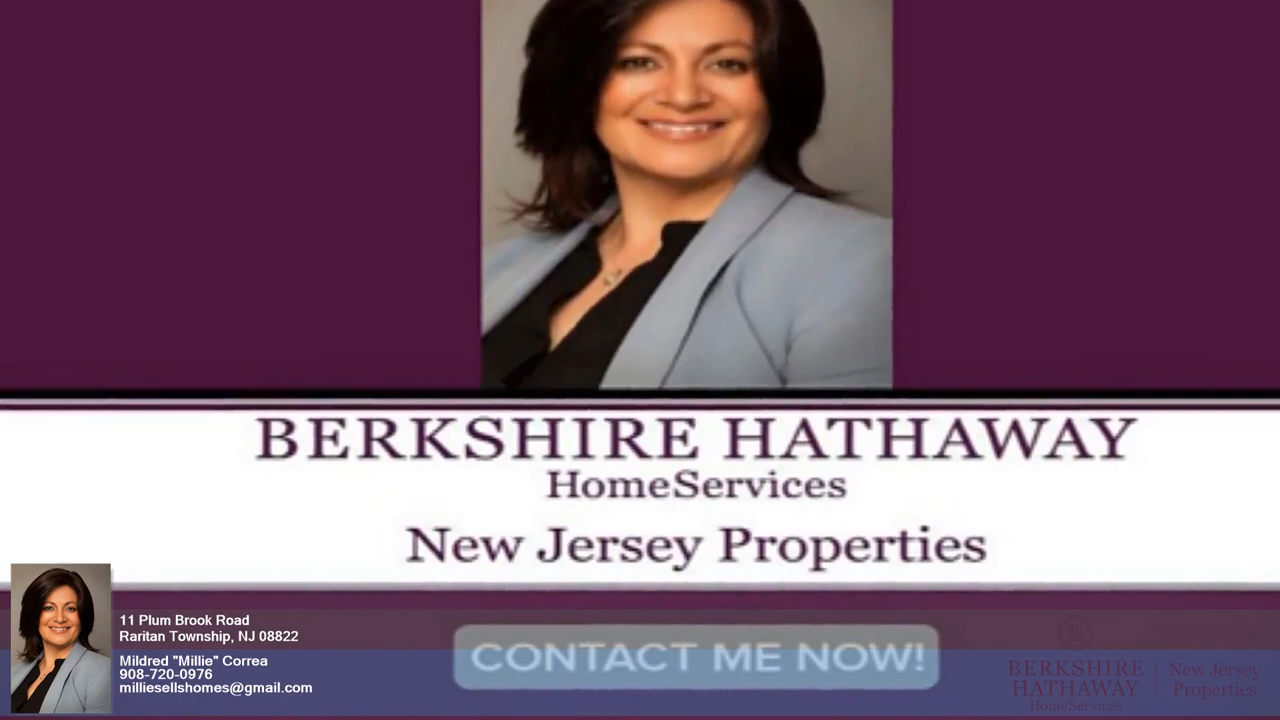 BERKSHIRE HATHAWAY
HomeServices
New Jersey Properties
11 Plum Brook Road
Raritan Township, NJ 08822
Mildred "Millie" Correa
908-720-0976
milliesellshomes@gmail.com
CONTACT ME NOW!
BERKSHIRE
HATHAWAY
HomeServices
New Jersey
Properties